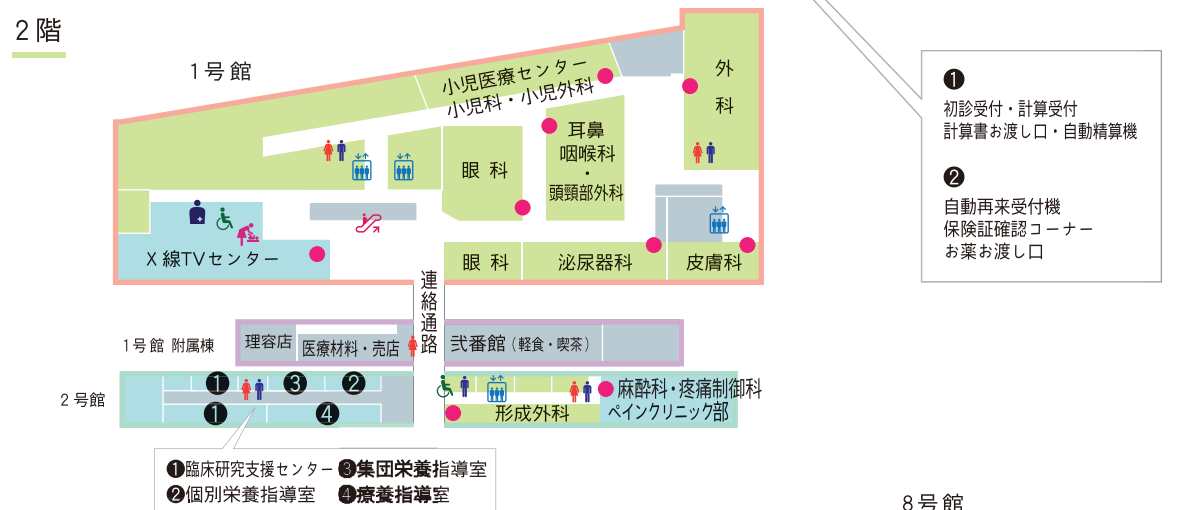 2階
1号館
小児医療センター
小児科・小児外科
外
科
耳鼻
咽喉科
・
頭頸部外科
眼科
X線TVセンター
眼科
泌尿器科
皮膚科
連絡通路
1号館 附属棟
理容店
医療材料・売店
弐番館（軽食・喫茶）
2号館
❶
❸
❷
❶
❹
麻酔科・疼痛制御科
ペインクリニック部
形成外科
❶臨床研究支援センター
❸集団栄養指導室
❷個別栄養指導室
❹療養指導室
❶
初診受付・計算受付
計算書お渡し口・自動精算機
❷
自動再来受付機
保険証確認コーナー
お薬お渡し口
8号館